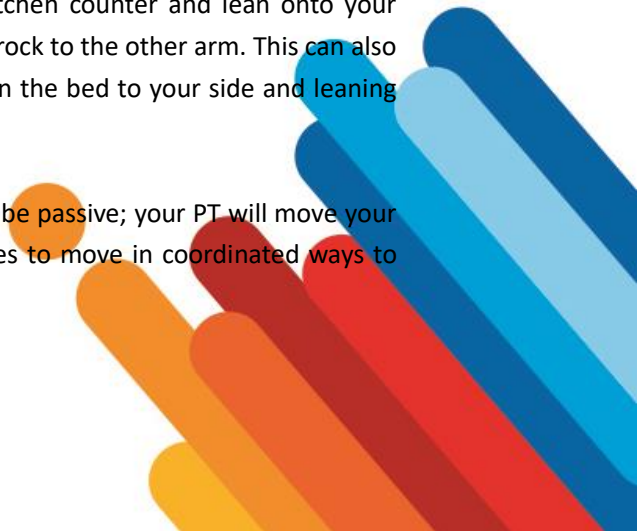 tchen counter and lean onto your
rock to the other arm. This can also
n the bed to your side and leaning
be passive; your PT will move your
es to move in coordinated ways to